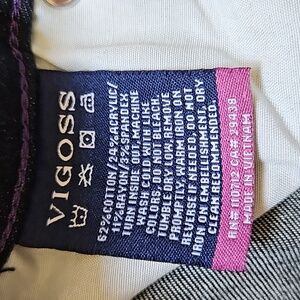 VIGOSS
62%COTTON/24%ACRYLIC/
11%RAYON/3%SPANDEX
TURN INSIDE OUT. MACHINE
WASH COLD WITH LIKE
COLORS. DO NOT BLEACH.
TUMBLE DRY LOW. REMOVE
PROMPTLY. WARM IRON ON
REVERSE IF NEEDED. DO NOT
IRON ON EMBELLISHMENT. DRY
CLEAN RECOMMENDED.
RN# 110712 CA# 29438
MADE IN VIETNAM